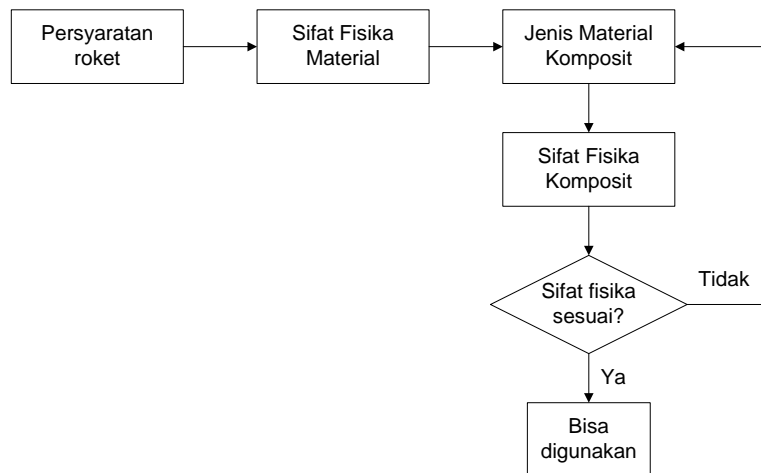 Persyaratan
roket
Sifat Fisika
Material
Jenis Material
Komposit
Sifat Fisika
Komposit
Sifat fisika
sesuai?
Tidak
Ya
Bisa
digunakan